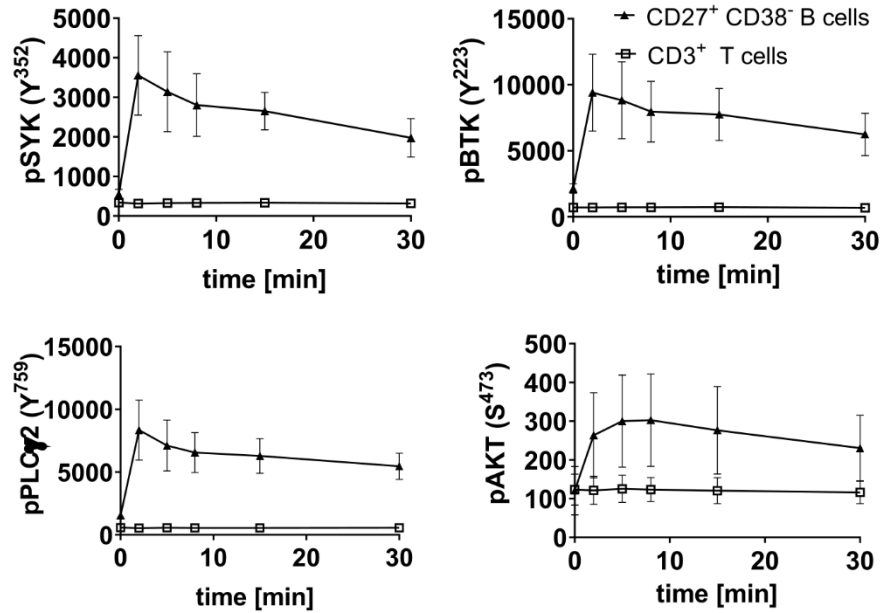 CD27⁺ CD38⁻ B cells
CD3⁺ T cells
pSYK (Y³⁵²)
5000
4000
3000
2000
1000
0
0 10 20 30
time [min]
pBTK (Y²²³)
15000
10000
5000
0
0 10 20 30
time [min]
pPLCγ2 (Y⁷⁵⁹)
15000
10000
5000
0
0 10 20 30
time [min]
pAKT (S⁴⁷³)
500
400
300
200
100
0
0 10 20 30
time [min]